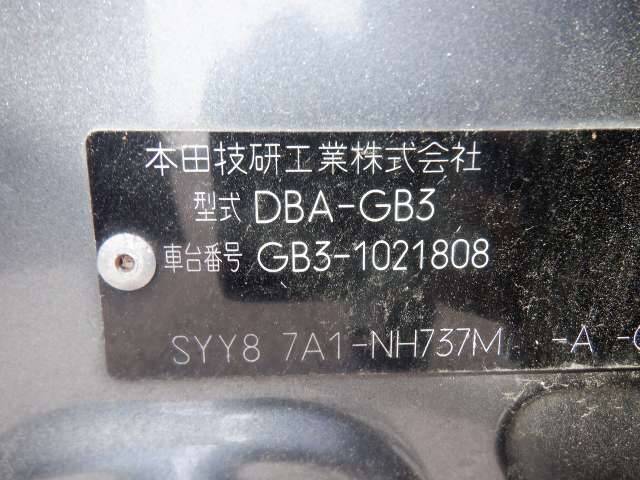 本田技研工業株式会社
型式 DBA-GB3
車台番号 GB3-1021808
SYY8 7A1-NH737M -A -